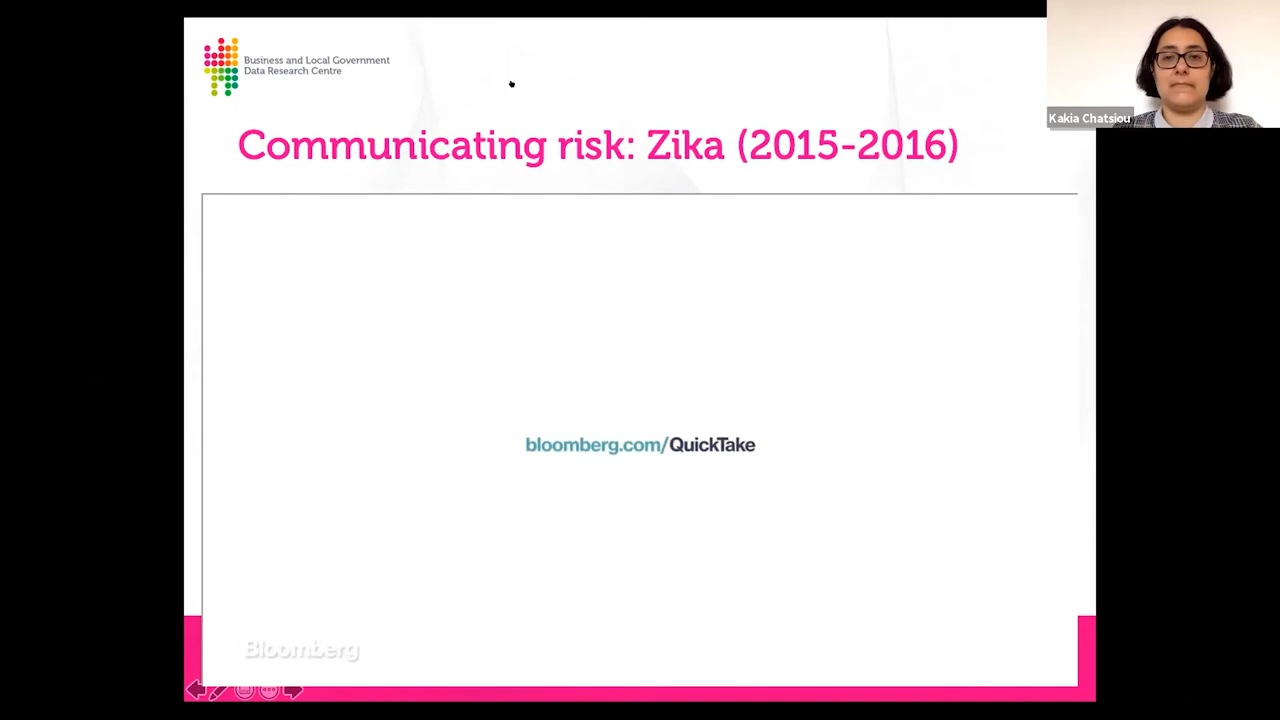 Business and Local Government
Data Research Centre
Kakia Chatsiou
Communicating risk: Zika (2015-2016)
bloomberg.com/QuickTake
Bloomberg